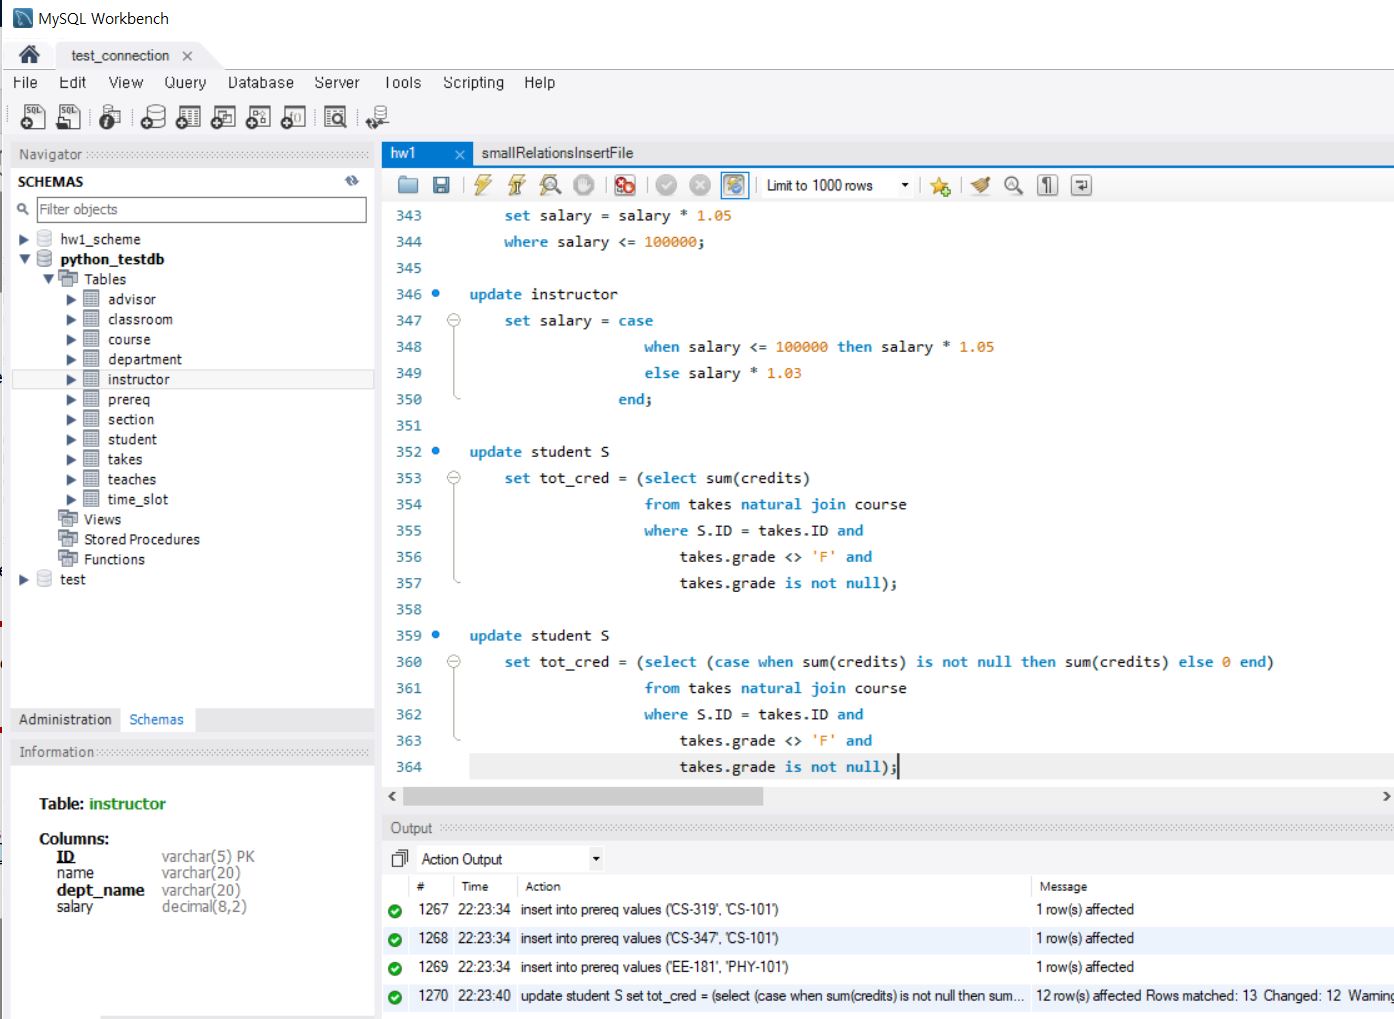 MySQL Workbench
test_connection
File Edit View Query Database Server Tools Scripting Help
Navigator
SCHEMAS
Filter objects
hw1_scheme
python_testdb
Tables
advisor
classroom
course
department
instructor
prereq
section
student
takes
teaches
time_slot
Views
Stored Procedures
Functions
test
Administration Schemas
Information
Table: instructor
Columns:
ID varchar(5) PK
name varchar(20)
dept_name varchar(20)
salary decimal(8,2)
hw1 smallRelationsInsertFile
Limit to 1000 rows
343 set salary = salary * 1.05
344 where salary <= 100000;
345
346 update instructor
347 set salary = case
348 when salary <= 100000 then salary * 1.05
349 else salary * 1.03
350 end;
351
352 update student S
353 set tot_cred = (select sum(credits)
354 from takes natural join course
355 where S.ID = takes.ID and
356 takes.grade <> 'F' and
357 takes.grade is not null);
358
359 update student S
360 set tot_cred = (select (case when sum(credits) is not null then sum(credits) else 0 end)
361 from takes natural join course
362 where S.ID = takes.ID and
363 takes.grade <> 'F' and
364 takes.grade is not null);
Output
Action Output
# Time Action Message
1267 22:23:34 insert into prereq values ('CS-319', 'CS-101') 1 row(s) affected
1268 22:23:34 insert into prereq values ('CS-347', 'CS-101') 1 row(s) affected
1269 22:23:34 insert into prereq values ('EE-181', 'PHY-101') 1 row(s) affected
1270 22:23:40 update student S set tot_cred = (select (case when sum(credits) is not null then sum... 12 row(s) affected Rows matched: 13 Changed: 12 Warning